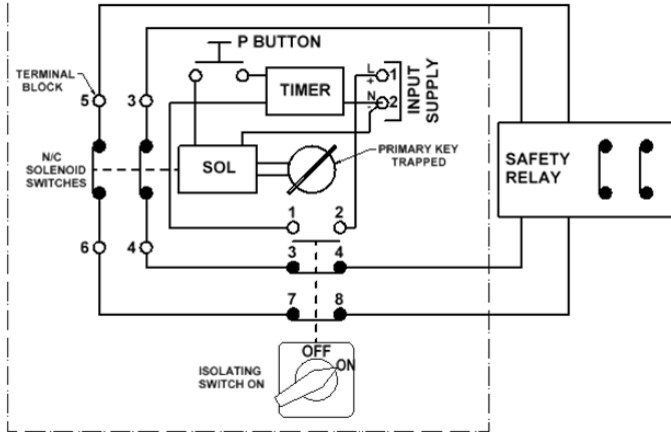 P BUTTON
TERMINAL
BLOCK
5
3
TIMER
L
+
1
N
-
2
INPUT
SUPPLY
N/C
SOLENOID
SWITCHES
SOL
PRIMARY KEY
TRAPPED
SAFETY
RELAY
1
2
6
4
3
4
7
8
OFF
ON
ISOLATING
SWITCH ON